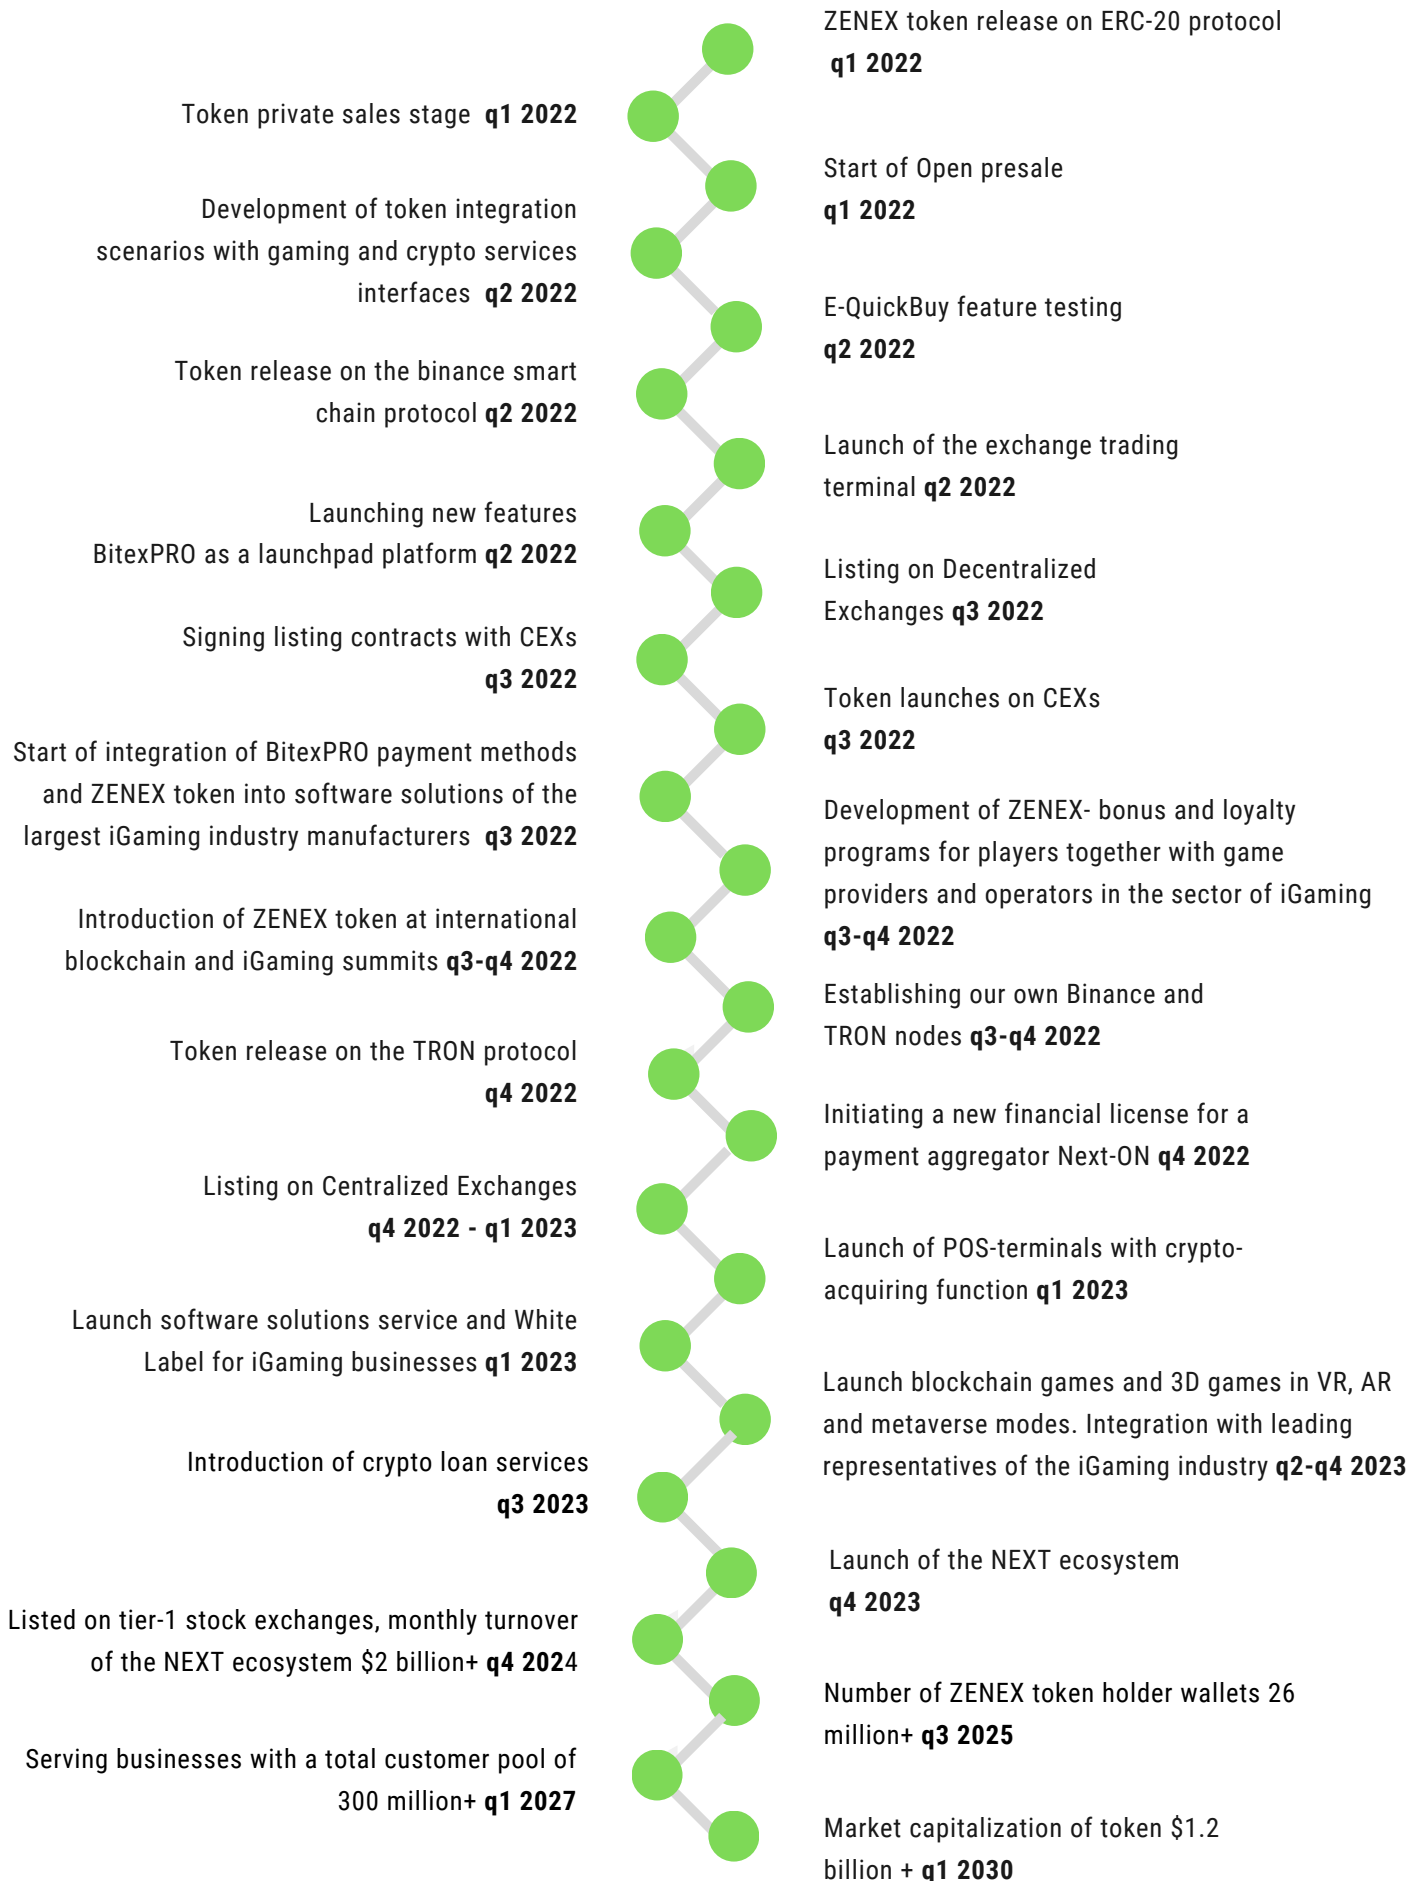 ZENEX token release on ERC-20 protocol
q1 2022
Token private sales stage q1 2022
Start of Open presale
q1 2022
Development of token integration
scenarios with gaming and crypto services
interfaces q2 2022
E-QuickBuy feature testing
q2 2022
Token release on the binance smart
chain protocol q2 2022
Launch of the exchange trading
terminal q2 2022
Launching new features
BitexPRO as a launchpad platform q2 2022
Listing on Decentralized
Exchanges q3 2022
Signing listing contracts with CEXs
q3 2022
Token launches on CEXs
q3 2022
Start of integration of BitexPRO payment methods
and ZENEX token into software solutions of the
largest iGaming industry manufacturers q3 2022
Development of ZENEX- bonus and loyalty
programs for players together with game
providers and operators in the sector of iGaming
q3-q4 2022
Introduction of ZENEX token at international
blockchain and iGaming summits q3-q4 2022
Establishing our own Binance and
TRON nodes q3-q4 2022
Token release on the TRON protocol
q4 2022
Initiating a new financial license for a
payment aggregator Next-ON q4 2022
Listing on Centralized Exchanges
q4 2022 - q1 2023
Launch of POS-terminals with crypto-
acquiring function q1 2023
Launch software solutions service and White
Label for iGaming businesses q1 2023
Launch blockchain games and 3D games in VR, AR
and metaverse modes. Integration with leading
representatives of the iGaming industry q2-q4 2023
Introduction of crypto loan services
q3 2023
Launch of the NEXT ecosystem
q4 2023
Listed on tier-1 stock exchanges, monthly turnover
of the NEXT ecosystem $2 billion+ q4 2024
Number of ZENEX token holder wallets 26
million+ q3 2025
Serving businesses with a total customer pool of
300 million+ q1 2027
Market capitalization of token $1.2
billion + q1 2030